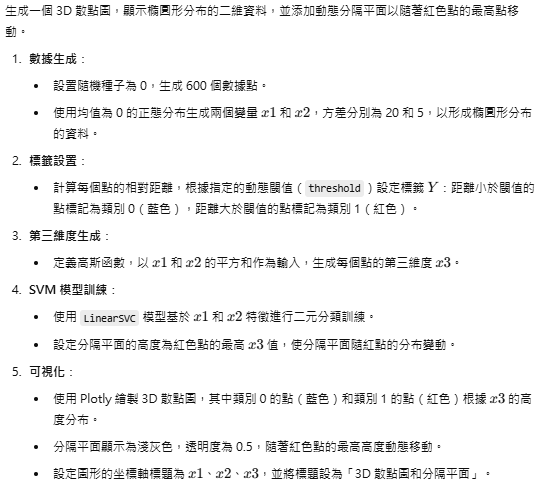 生成一個 3D 散點圖，顯示橢圓形分布的二維資料，並添加動態分隔平面以隨著紅色點的最高點移
動。
1. 數據生成：
• 設置隨機種子為 0，生成 600 個數據點。
• 使用均值為 0 的正態分布生成兩個變量 x1 和 x2，方差分別為 20 和 5，以形成橢圓形分布
的資料。
2. 標籤設置：
• 計算每個點的相對距離，根據指定的動態閾值（ threshold ）設定標籤 Y：距離小於閾值的
點標記為類別 0（藍色），距離大於閾值的點標記為類別 1（紅色）。
3. 第三維度生成：
• 定義高斯函數，以 x1 和 x2 的平方和作為輸入，生成每個點的第三維度 x3。
4. SVM 模型訓練：
• 使用 LinearSVC 模型基於 x1 和 x2 特徵進行二元分類訓練。
• 設定分隔平面的高度為紅色點的最高 x3 值，使分隔平面隨紅點的分布變動。
5. 可視化：
• 使用 Plotly 繪製 3D 散點圖，其中類別 0 的點（藍色）和類別 1 的點（紅色）根據 x3 的高
度分布。
• 分隔平面顯示為淺灰色，透明度為 0.5，隨著紅色點的最高高度動態移動。
• 設定圖形的坐標軸標題為 x1、x2、x3，並將標題設為「3D 散點圖和分隔平面」。